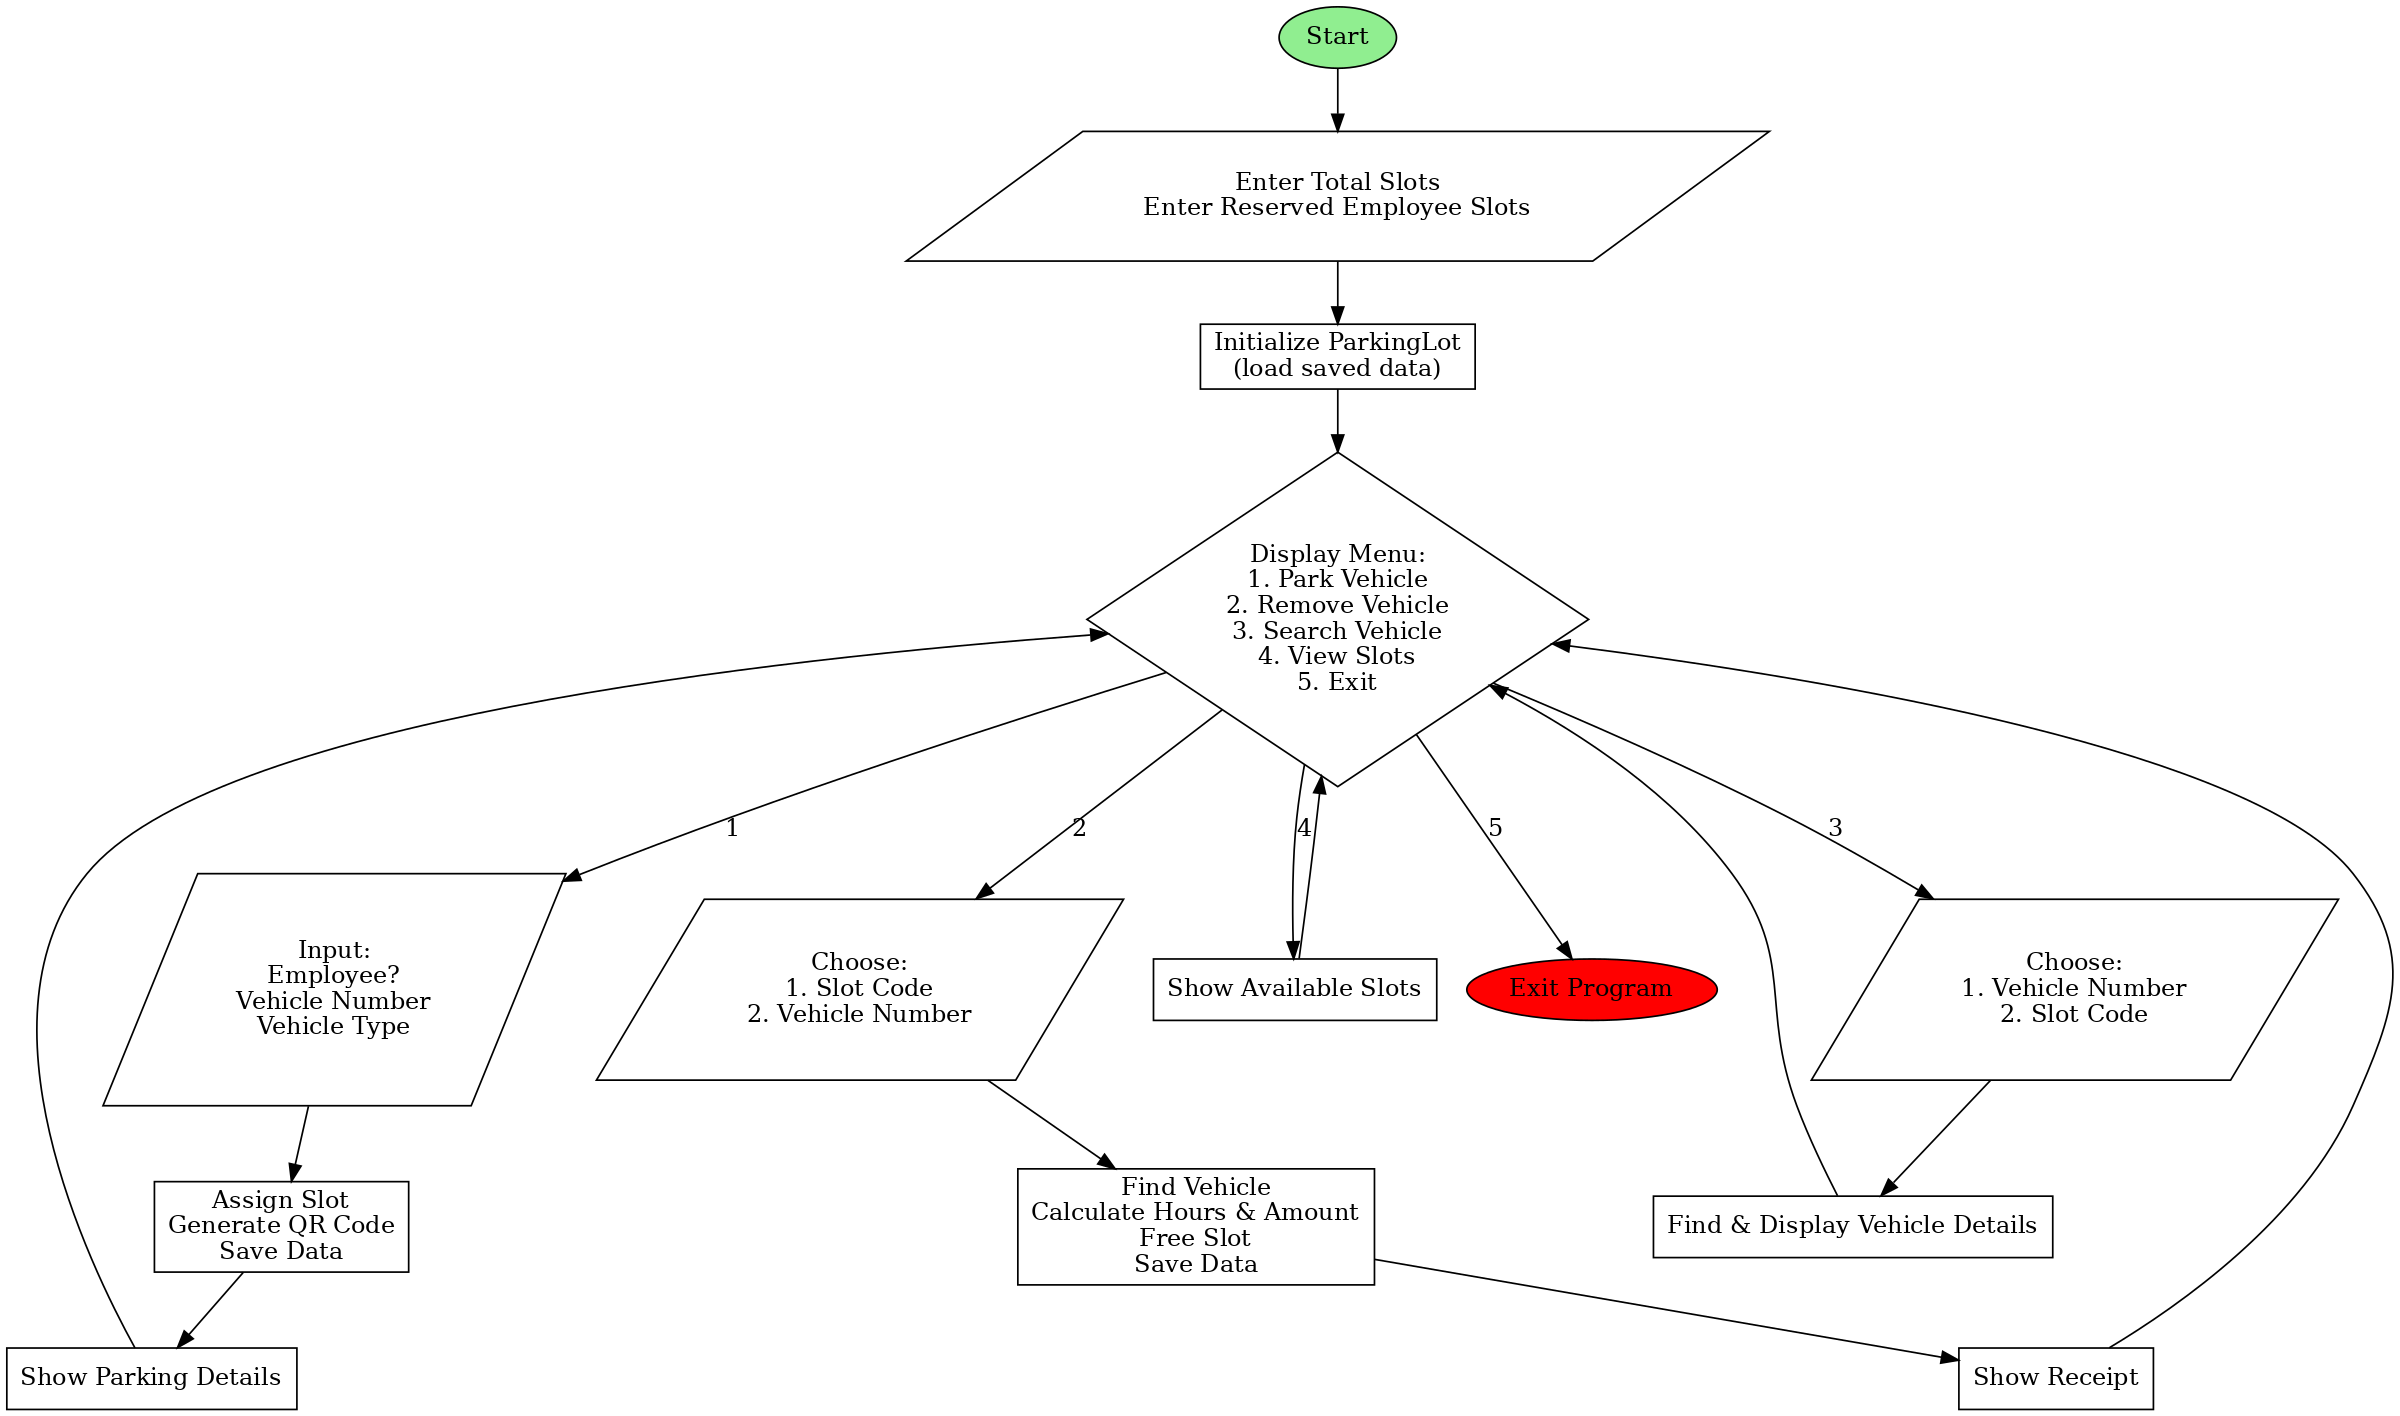 Start
Enter Total Slots
Enter Reserved Employee Slots
Initialize ParkingLot
(load saved data)
Display Menu:
1. Park Vehicle
2. Remove Vehicle
3. Search Vehicle
4. View Slots
5. Exit
1
2
4
5
3
Input:
Employee?
Vehicle Number
Vehicle Type
Choose:
1. Slot Code
2. Vehicle Number
Show Available Slots
Exit Program
Choose:
1. Vehicle Number
2. Slot Code
Assign Slot
Generate QR Code
Save Data
Find Vehicle
Calculate Hours & Amount
Free Slot
Save Data
Find & Display Vehicle Details
Show Parking Details
Show Receipt